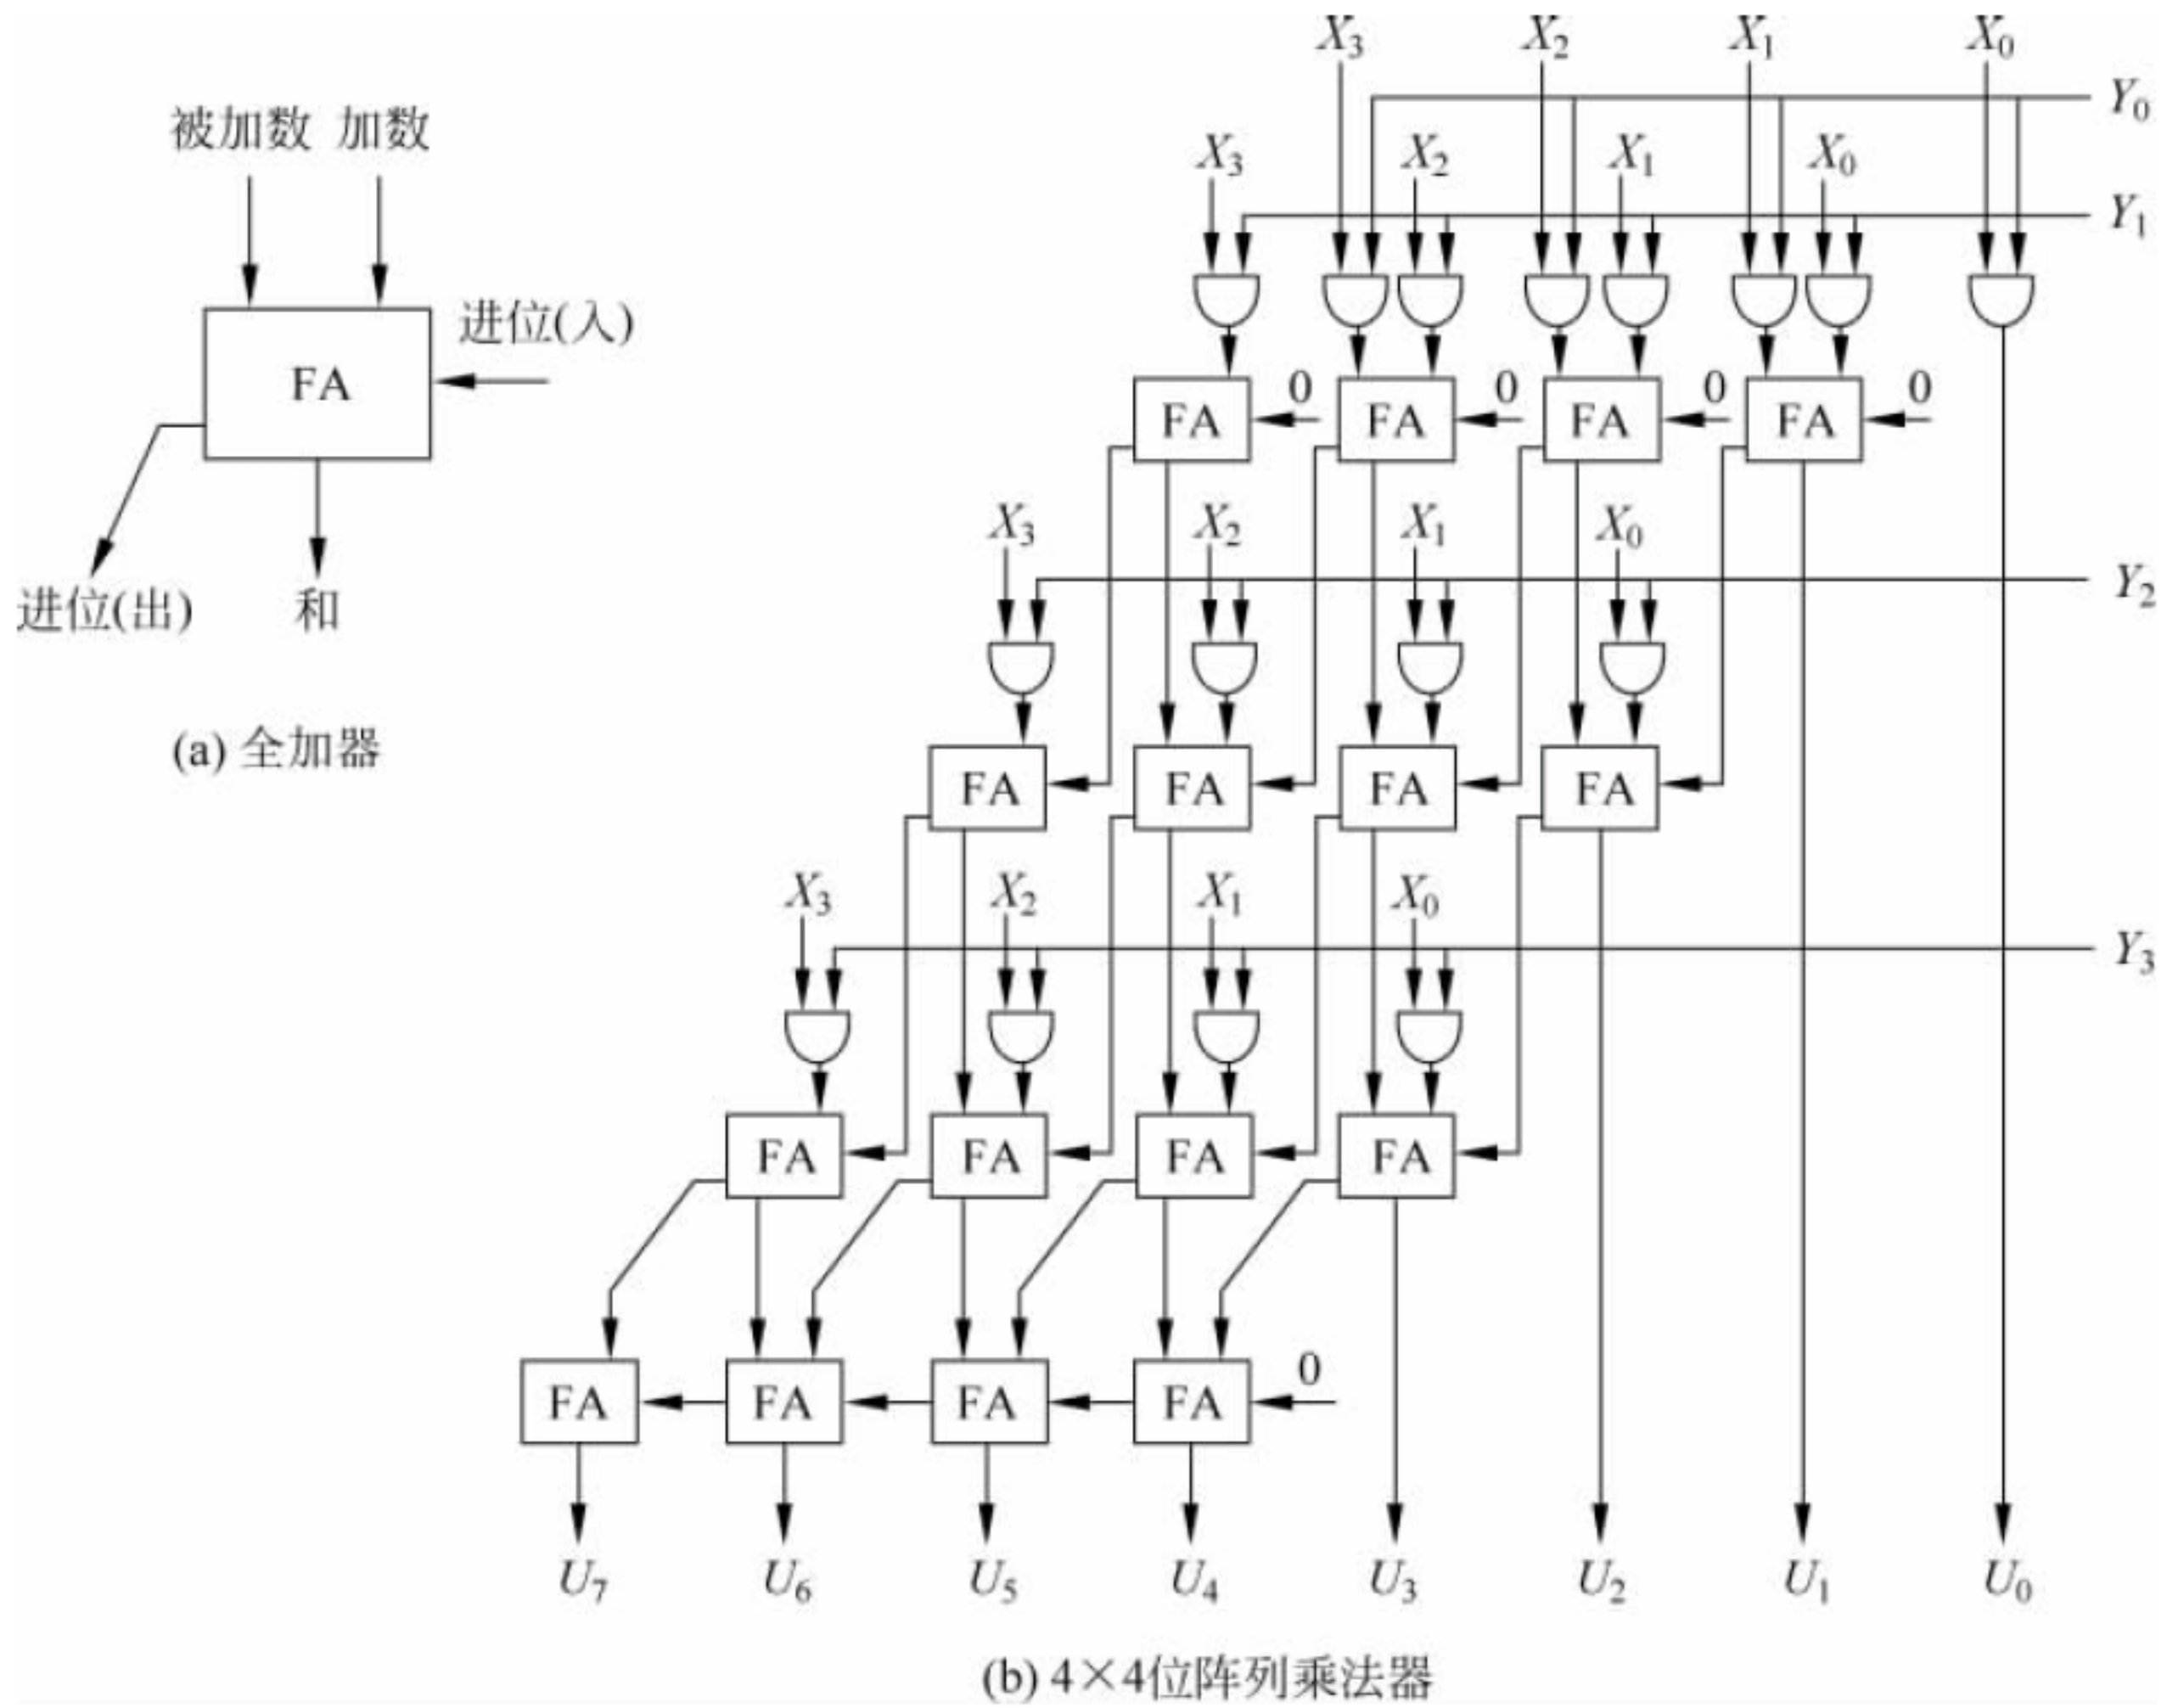 被加数 加数
FA
进位(入)
进位(出)
和
(a) 全加器
X3 X2 X1 X0
Y0
X3 X2 X1 X0
Y1
FA 0 FA 0 FA 0 FA 0
X3 X2 X1 X0
Y2
FA FA FA FA
X3 X2 X1 X0
Y3
FA FA FA FA
FA FA FA FA 0
U7 U6 U5 U4 U3 U2 U1 U0
(b) 4×4位阵列乘法器